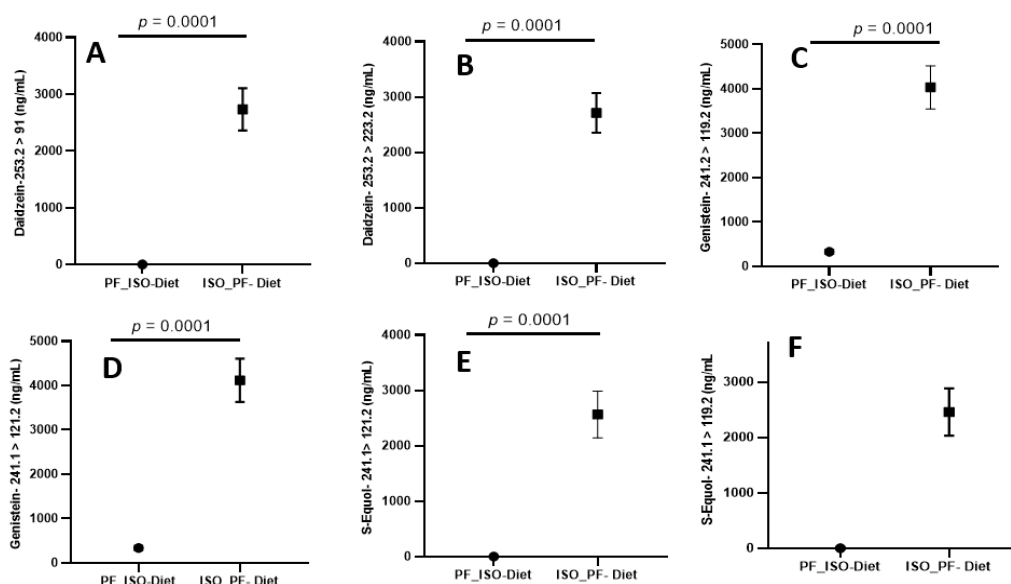 p = 0.0001
A
Daidzein-253.2 > 91 (ng/mL)
4000
3000
2000
1000
0
PF_ISO-Diet
ISO_PF- Diet
p = 0.0001
B
Daidzein- 253.2 > 223.2 (ng/mL)
4000
3000
2000
1000
0
PF_ISO-Diet
ISO_PF- Diet
p = 0.0001
C
Genistein- 241.2 > 119.2 (ng/mL)
5000
4000
3000
2000
1000
0
PF_ISO-Diet
ISO_PF- Diet
p = 0.0001
D
Genistein- 241.1 > 121.2 (ng/mL)
5000
4000
3000
2000
1000
0
PF_ISO-Diet
ISO_PF- Diet
p = 0.0001
E
S-Equol- 241.1 > 121.2 (ng/mL)
4000
3000
2000
1000
0
PF_ISO-Diet
ISO_PF- Diet
F
S-Equol- 241.1 > 119.2 (ng/mL
3000
2000
1000
0
PF_ISO-Diet
ISO_PF- Diet